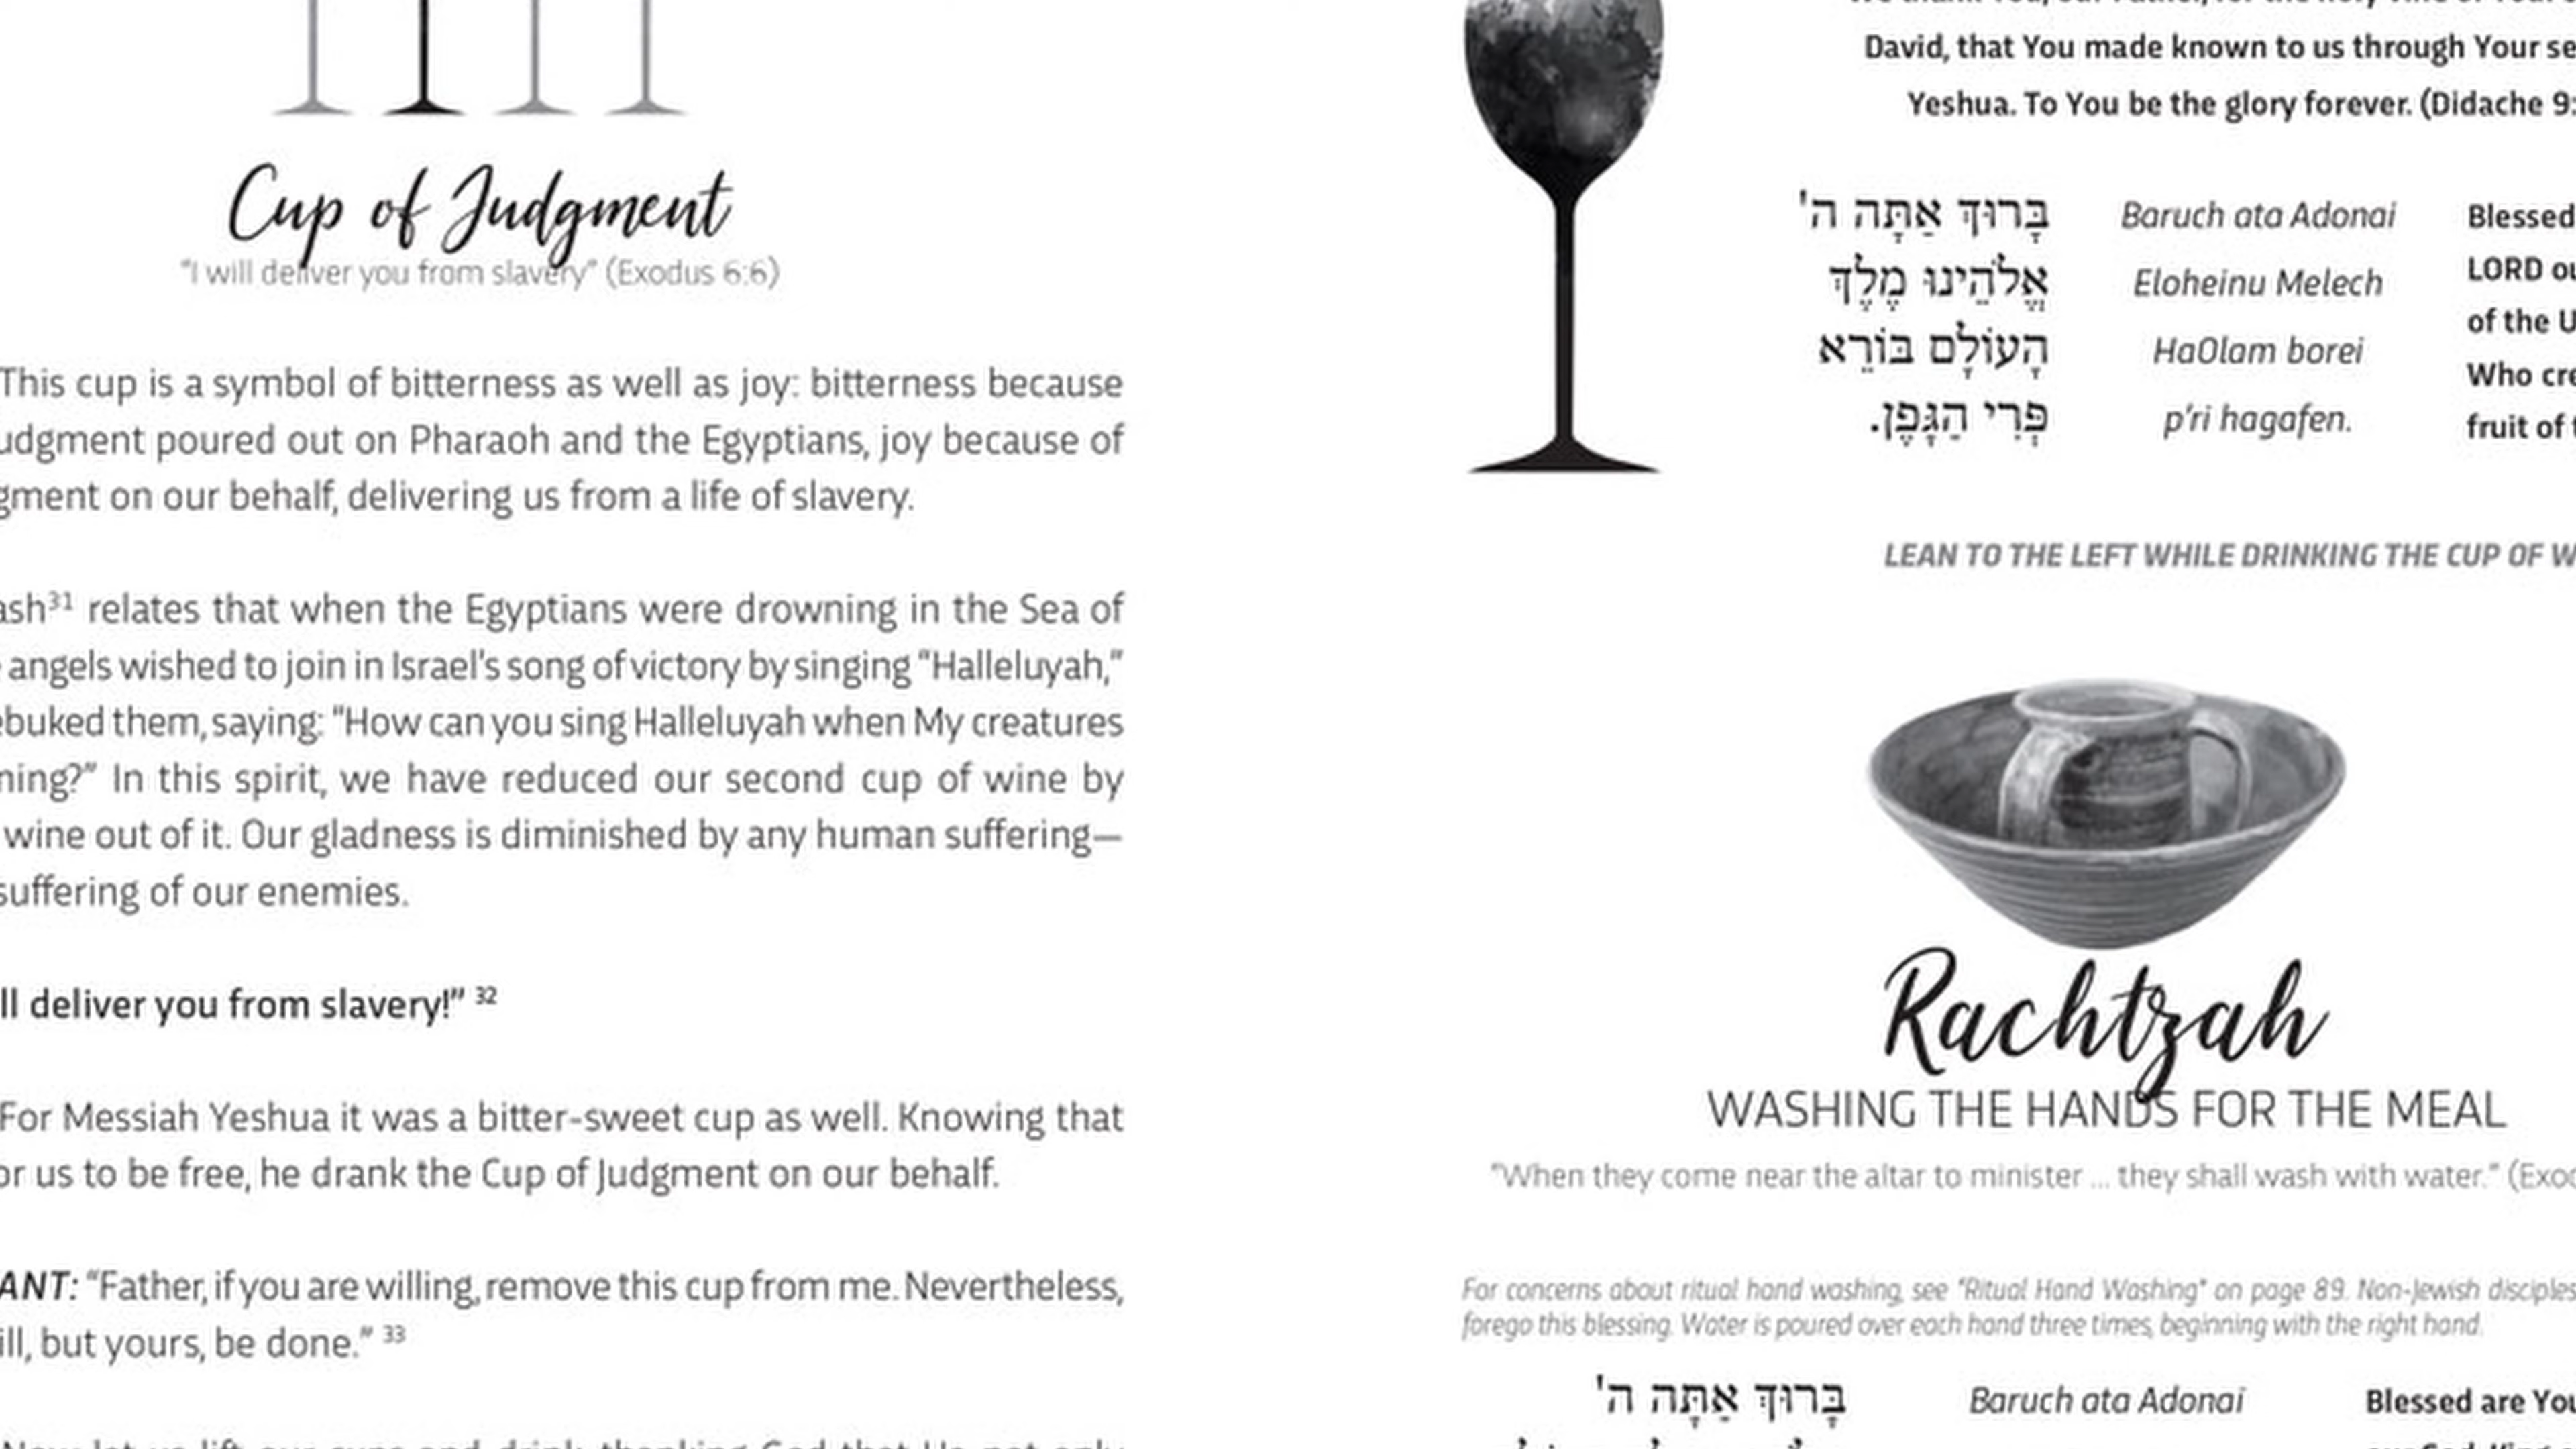 Cup of Judgment
"I will deliver you from slavery" (Exodus 6:6)
This cup is a symbol of bitterness as well as joy: bitterness because
udgment poured out on Pharaoh and the Egyptians, joy because of
gment on our behalf, delivering us from a life of slavery.
ash³¹ relates that when the Egyptians were drowning in the Sea of
angels wished to join in Israel's song of victory by singing "Halleluyah,"
ebuked them, saying: "How can you sing Halleluyah when My creatures
ning?" In this spirit, we have reduced our second cup of wine by
wine out of it. Our gladness is diminished by any human suffering—
suffering of our enemies.
ll deliver you from slavery!" ³²
For Messiah Yeshua it was a bitter-sweet cup as well. Knowing that
or us to be free, he drank the Cup of Judgment on our behalf.
ANT: "Father, if you are willing, remove this cup from me. Nevertheless,
ill, but yours, be done." ³³
Now let us lift our cups and drink, thanking God that He not only
David, that You made known to us through Your se
Yeshua. To You be the glory forever. (Didache 9:
בָּרוּךְ אַתָּה ה'
אֱלֹהֵינוּ מֶלֶךְ
הָעוֹלָם בּוֹרֵא
פְּרִי הַגָּפֶן.
Baruch ata Adonai
Eloheinu Melech
HaOlam borei
p'ri hagafen.
Blessed
LORD ou
of the U
Who cre
fruit of t
LEAN TO THE LEFT WHILE DRINKING THE CUP OF W
Rachtzah
WASHING THE HANDS FOR THE MEAL
"When they come near the altar to minister ... they shall wash with water." (Exod
For concerns about ritual hand washing, see "Ritual Hand Washing" on page 89. Non-Jewish disciples
forego this blessing. Water is poured over each hand three times, beginning with the right hand.
בָּרוּךְ אַתָּה ה'
Baruch ata Adonai
Blessed are You